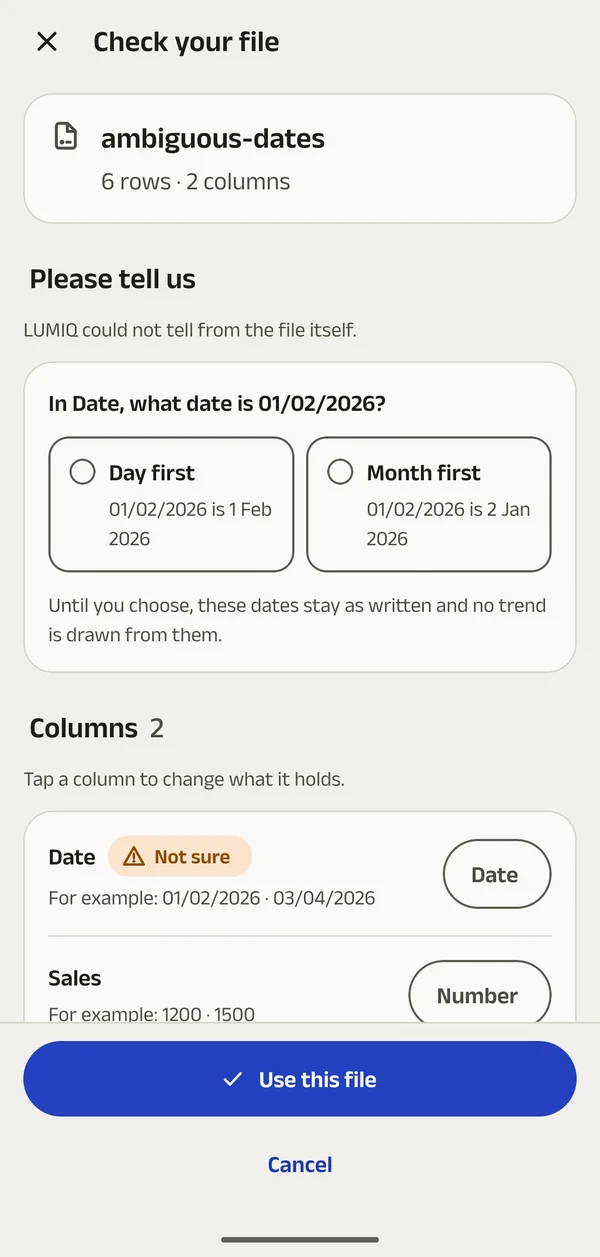 Check your file
ambiguous-dates
6 rows · 2 columns
Please tell us
LUMIQ could not tell from the file itself.
In Date, what date is 01/02/2026?
Day first
01/02/2026 is 1 Feb
2026
Month first
01/02/2026 is 2 Jan
2026
Until you choose, these dates stay as written and no trend
is drawn from them.
Columns 2
Tap a column to change what it holds.
Date Not sure
For example: 01/02/2026 · 03/04/2026
Date
Sales
For example: 1200 · 1500
Number
Use this file
Cancel